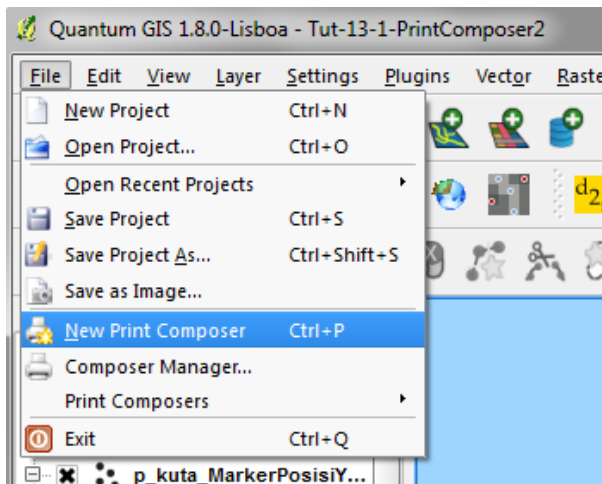 Quantum GIS 1.8.0-Lisboa - Tut-13-1-PrintComposer2
File Edit View Layer Settings Plugins Vector Raste
New Project Ctrl+N
Open Project... Ctrl+O
Open Recent Projects
Save Project Ctrl+S
Save Project As... Ctrl+Shift+S
Save as Image...
New Print Composer Ctrl+P
Composer Manager...
Print Composers
Exit Ctrl+Q
p_kuta_MarkerPosisiY...